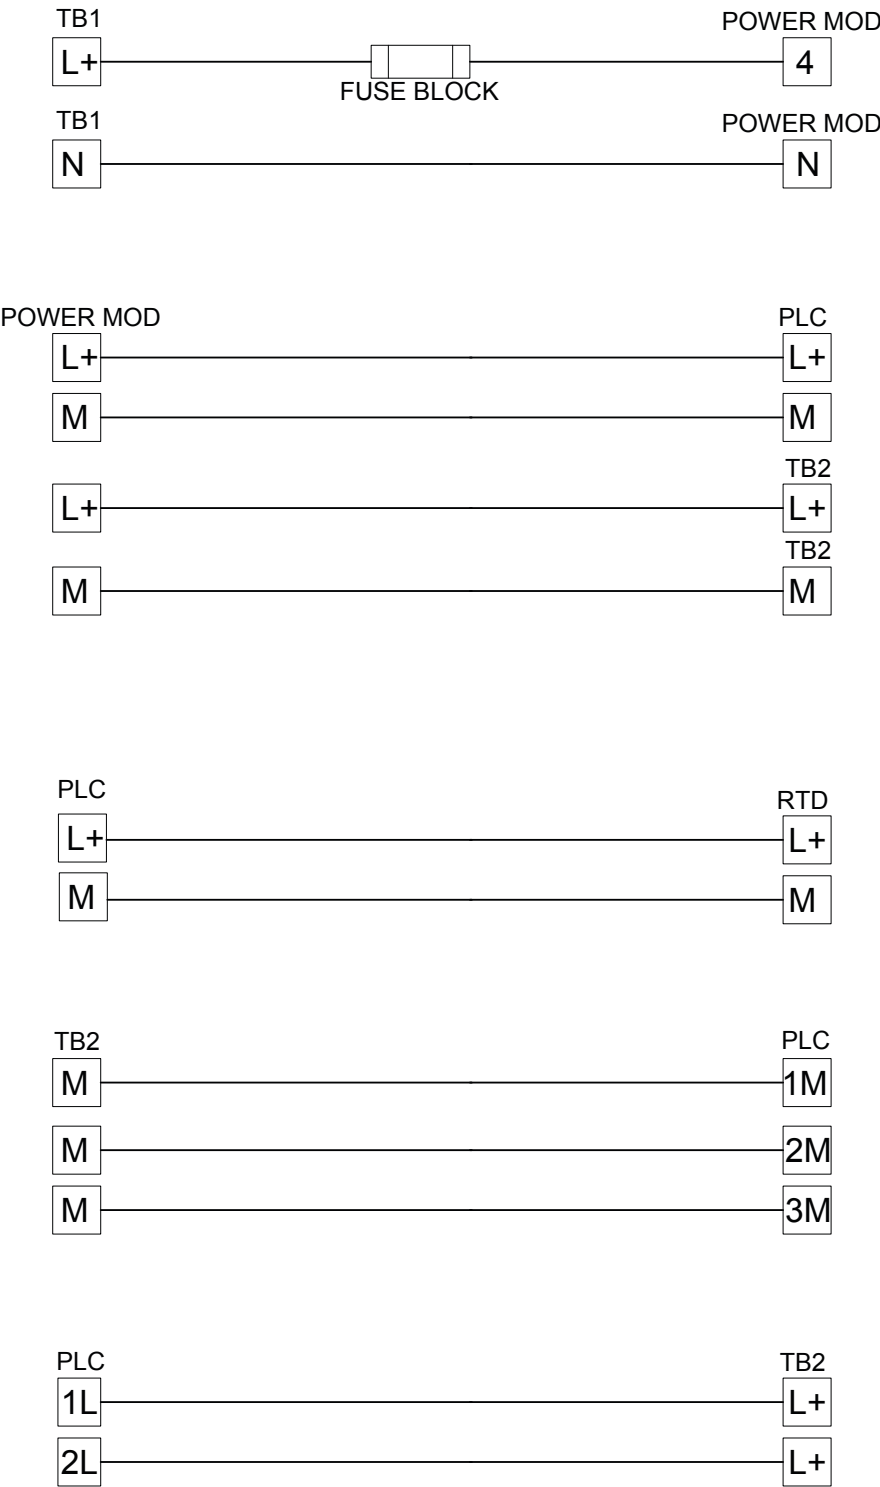 TB1 POWER MOD
L+ 4
FUSE BLOCK
TB1 POWER MOD
N N
POWER MOD PLC
L+ L+
M M
TB2
L+ L+
TB2
M M
PLC RTD
L+ L+
M M
TB2 PLC
M 1M
M 2M
M 3M
PLC TB2
1L L+
2L L+